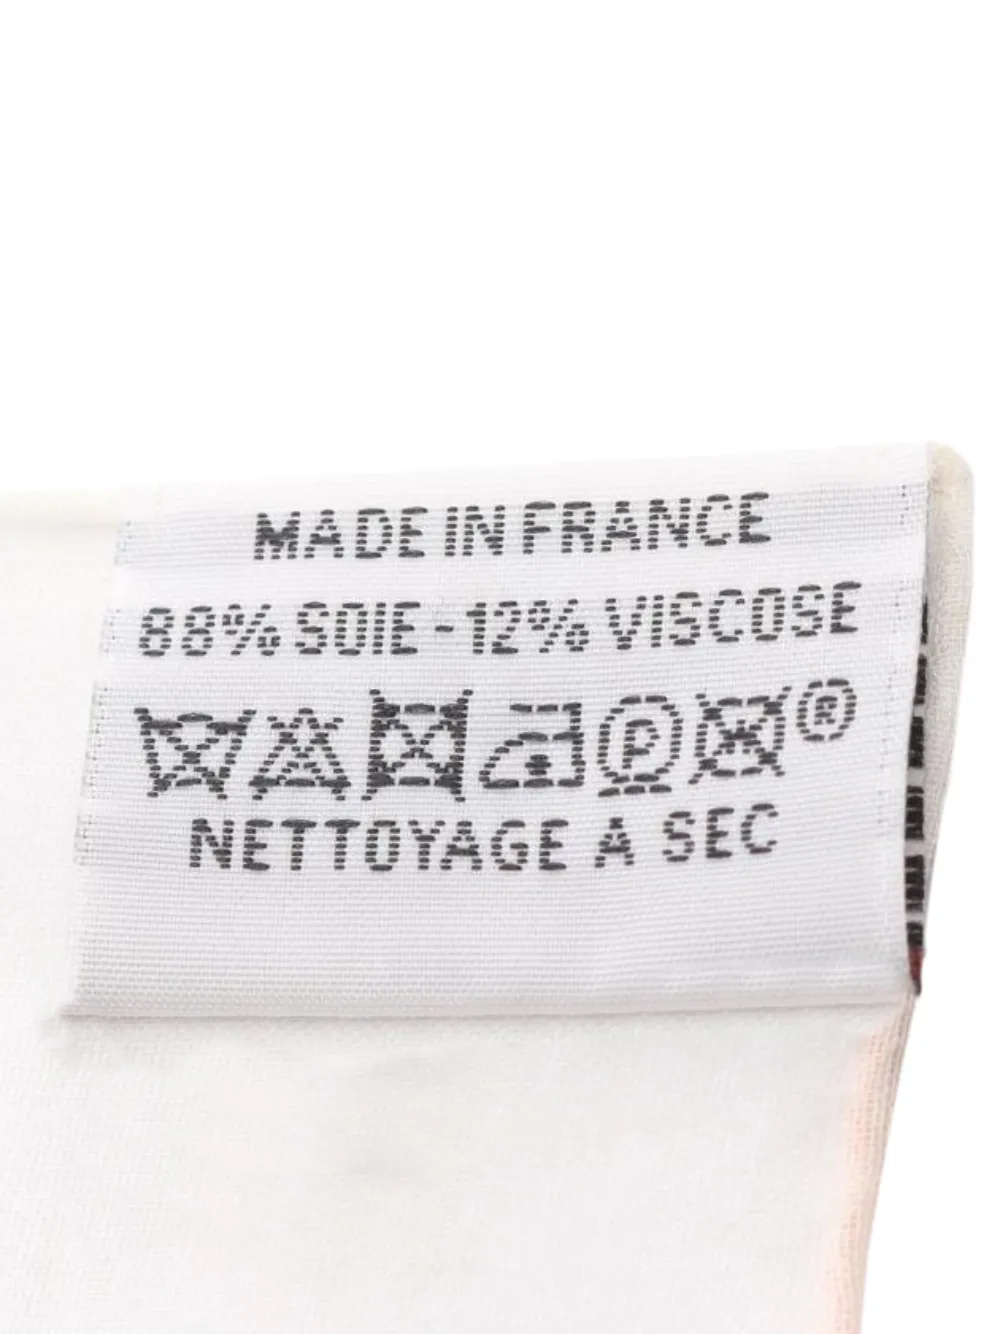 MADE IN FRANCE
88% SOIE - 12% VISCOSE
P ®
NETTOYAGE A SEC